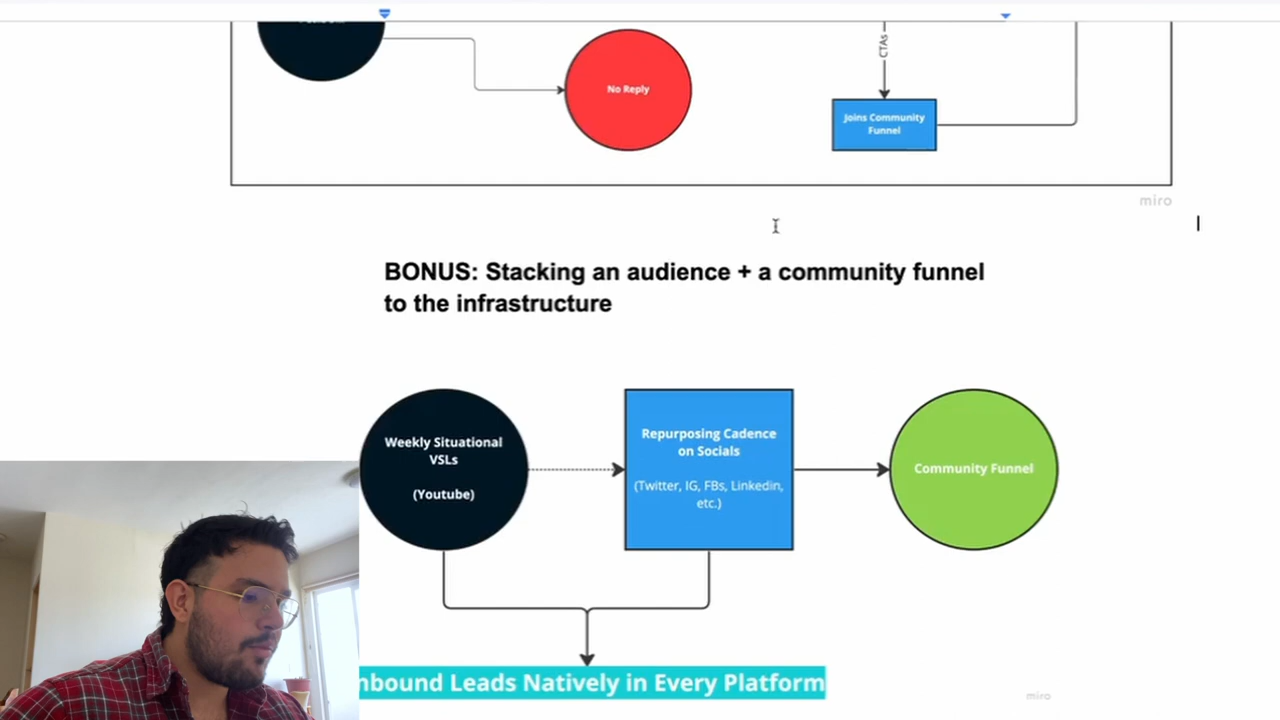 CTAs
No Reply
Joins Community
Funnel
miro
BONUS: Stacking an audience + a community funnel
to the infrastructure
Weekly Situational
VSLs
(Youtube)
Repurposing Cadence
on Socials
(Twitter, IG, FBs, Linkedin,
etc.)
Community Funnel
nbound Leads Natively in Every Platform
miro